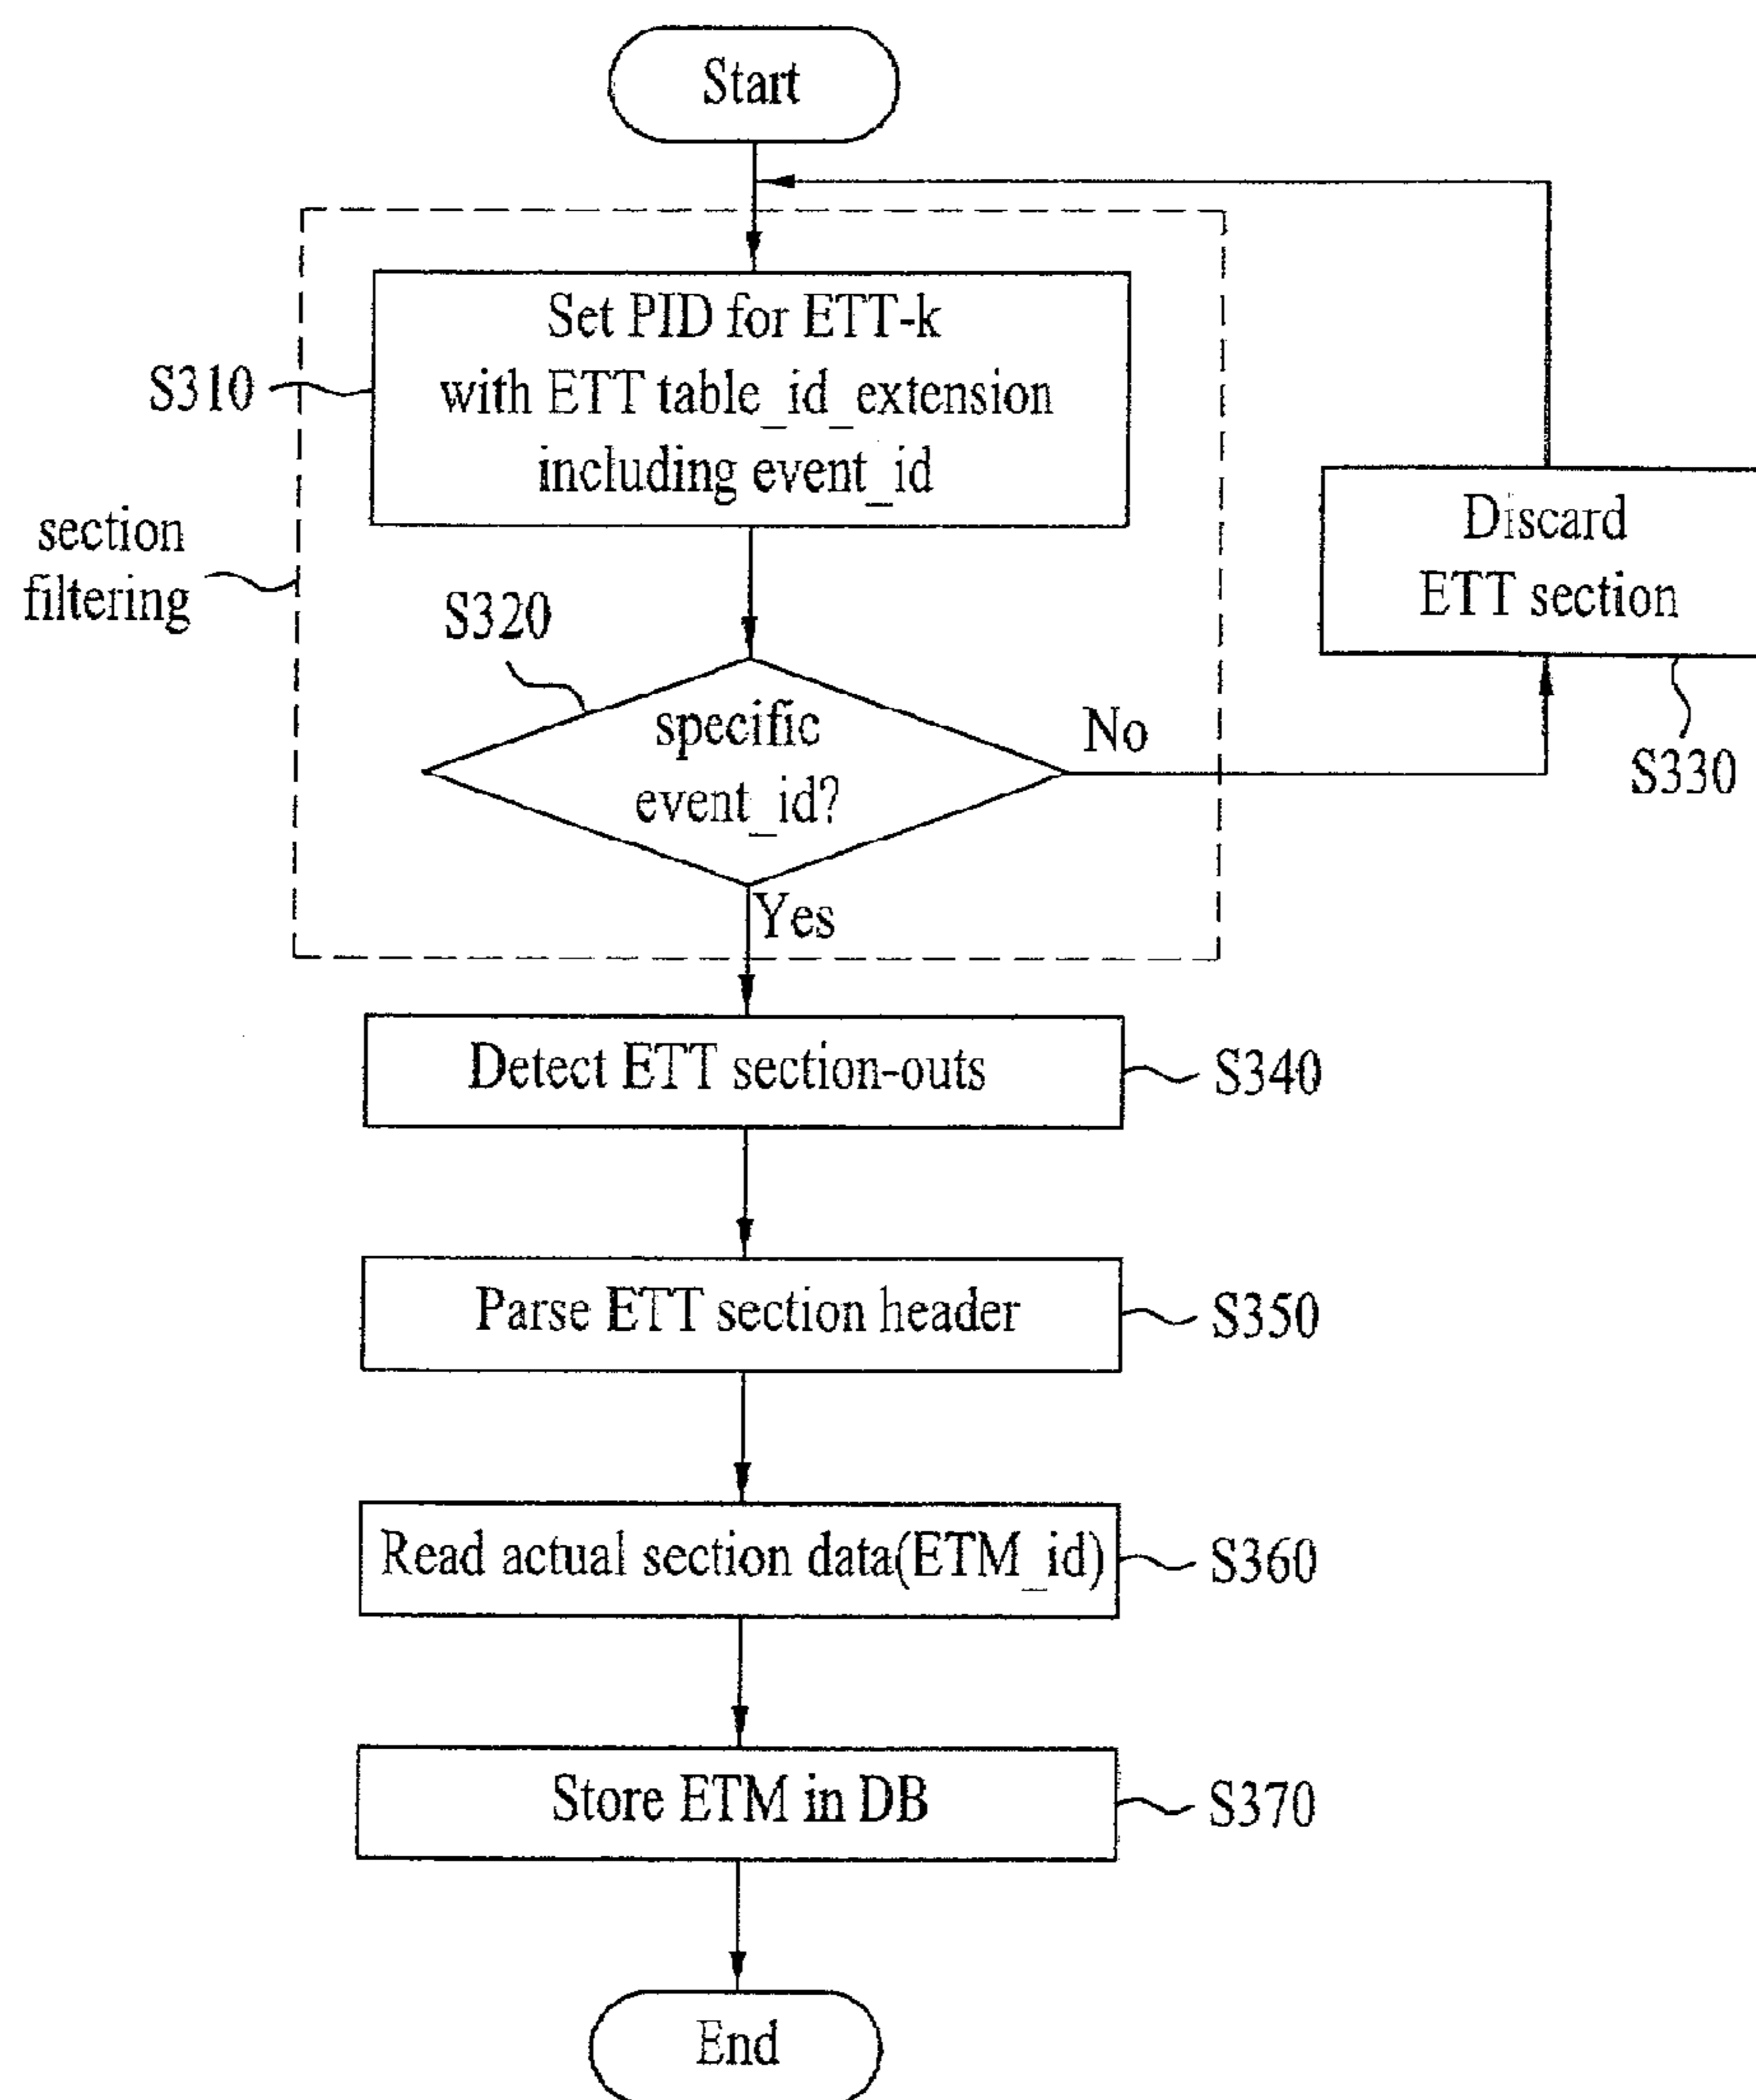 Start
Set PID for ETT-k
S310
with ETT table_id_extension
including event_id
section
filtering
Discard
ETT section
S320
specific
event_id?
No
S330
Yes
Detect ETT section-outs
S340
Parse ETT section header
S350
Read actual section data(ETM_id)
S360
Store ETM in DB
S370
End